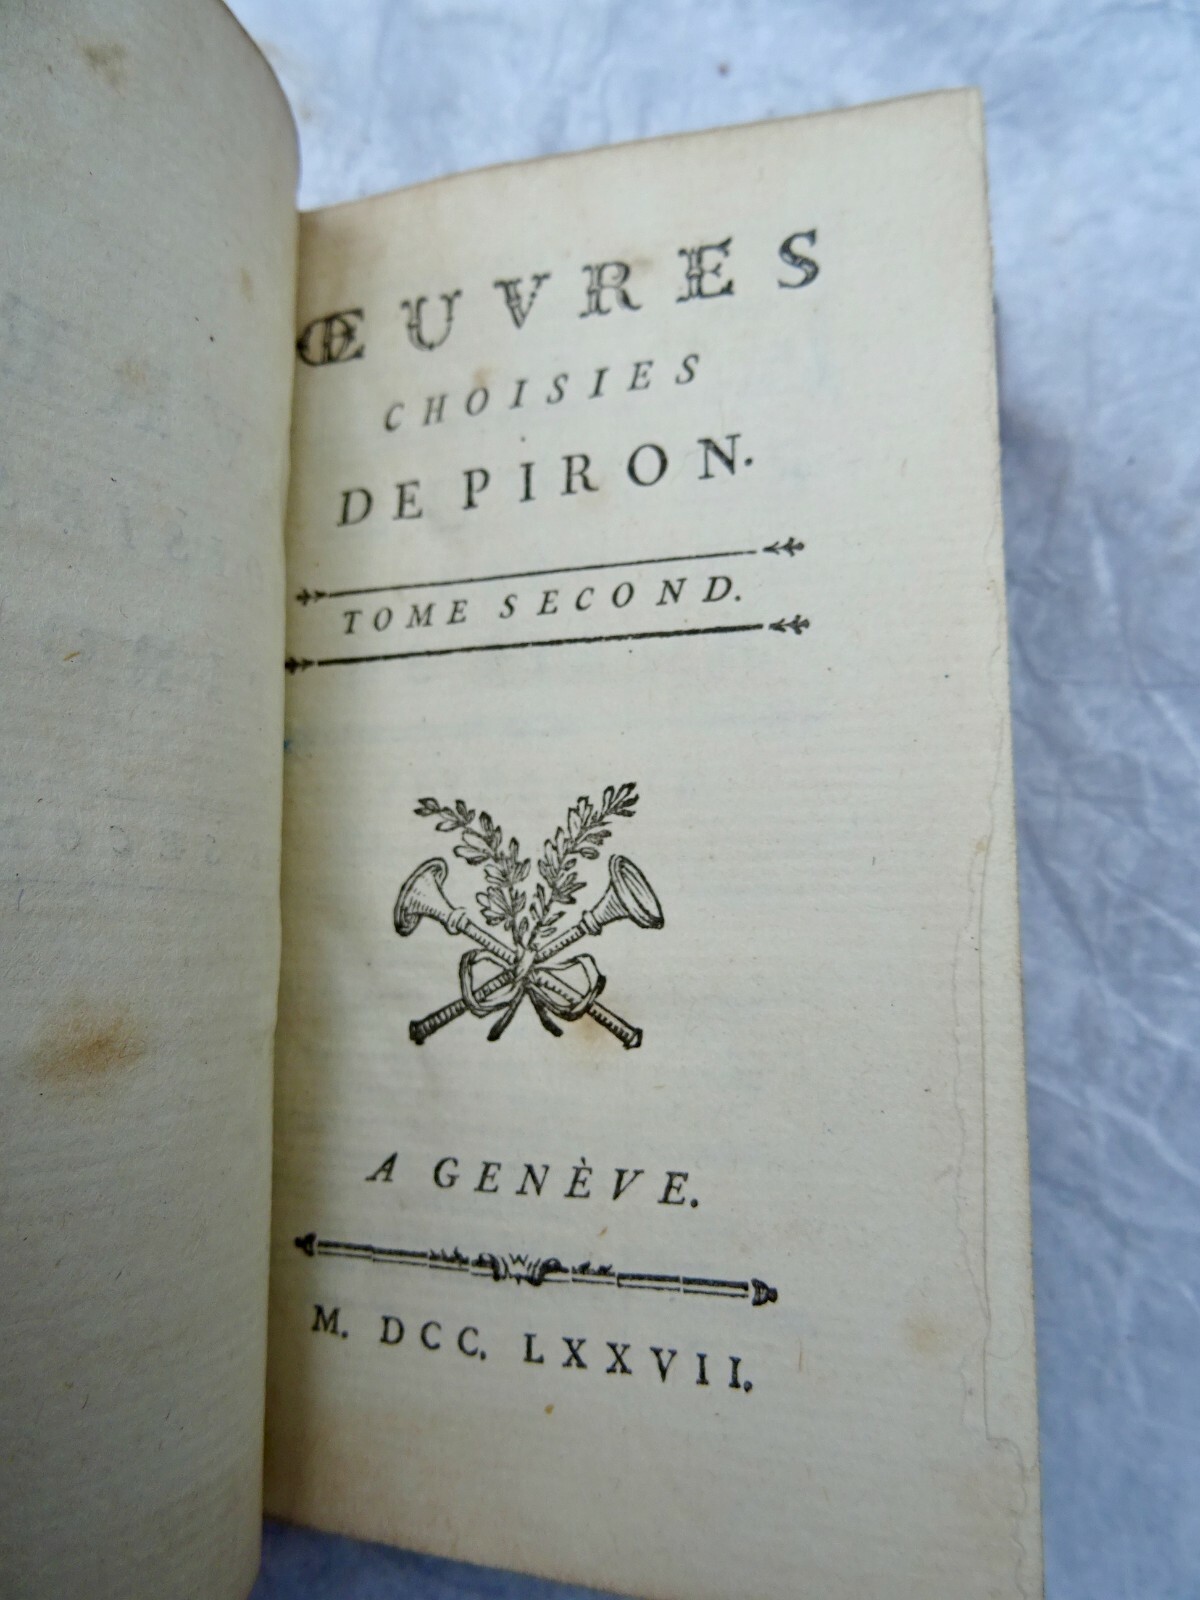 ŒUVRES
CHOISIES
DE PIRON.
TOME SECOND.
A GENÈVE.
M. DCC. LXXVII.